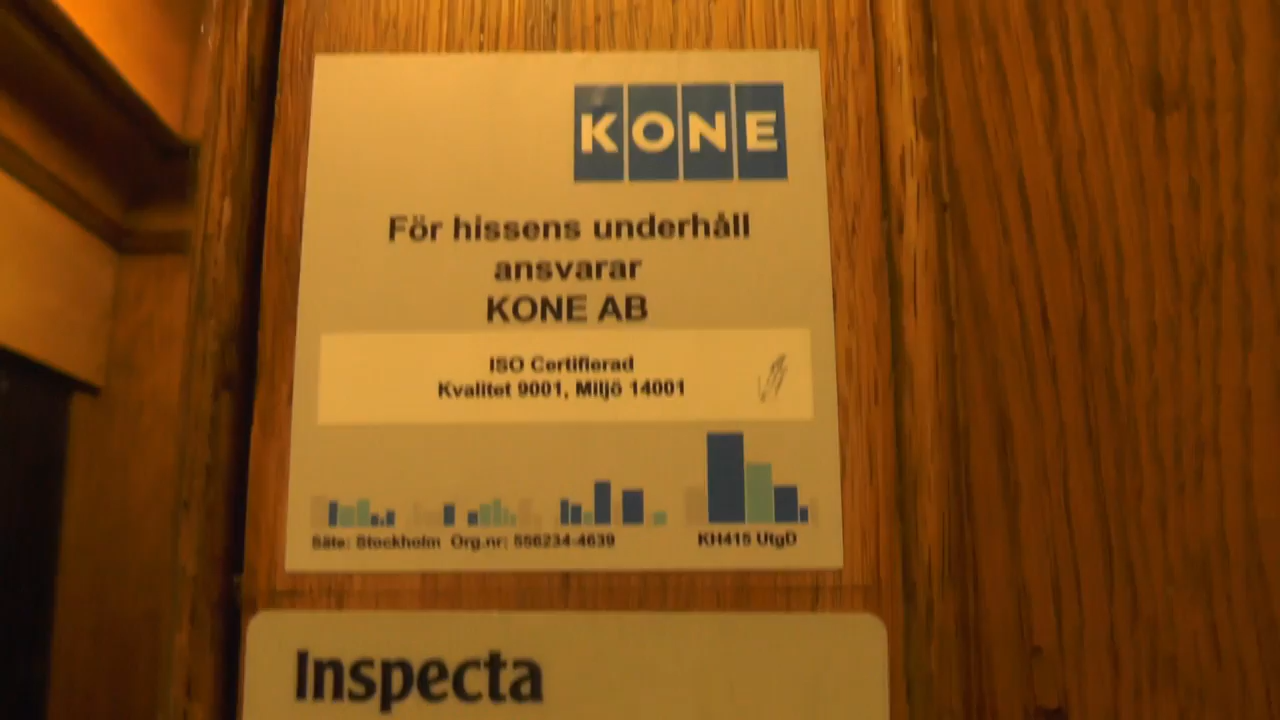 KONE
För hissens underhåll
ansvarar
KONE AB
ISO Certifierad
Kvalitet 9001, Miljö 14001
Säte: Stockholm Org.nr: 556234-4639
KH415 UtgD
Inspecta